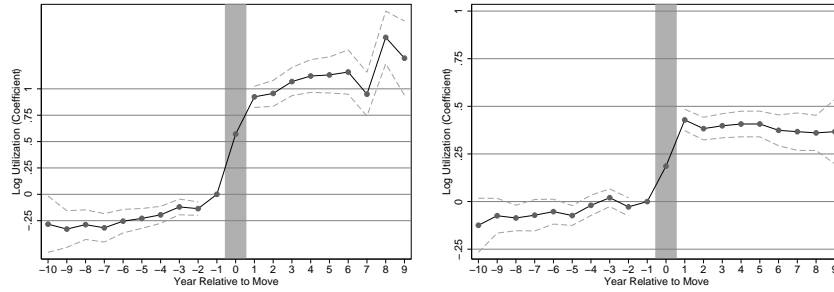 Log Utilization (Coefficient)
1
.75
.5
.25
0
-.25
−10 −9 −8 −7 −6 −5 −4 −3 −2 −1 0 1 2 3 4 5 6 7 8 9
Year Relative to Move
Log Utilization (Coefficient)
1
.75
.5
.25
0
-.25
−10 −9 −8 −7 −6 −5 −4 −3 −2 −1 0 1 2 3 4 5 6 7 8 9
Year Relative to Move